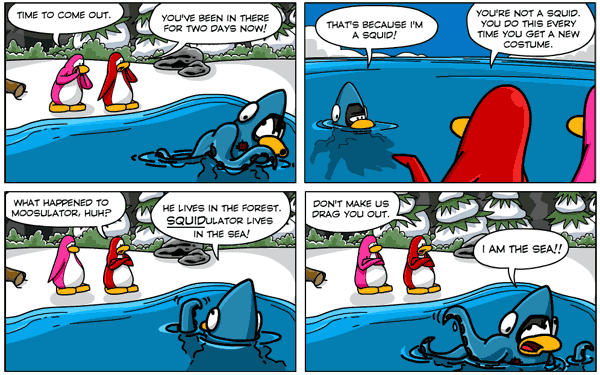 TIME TO COME OUT.
YOU'VE BEEN IN THERE
FOR TWO DAYS NOW!
THAT'S BECAUSE I'M
A SQUID!
YOU'RE NOT A SQUID.
YOU DO THIS EVERY
TIME YOU GET A NEW
COSTUME.
WHAT HAPPENED TO
MOOSULATOR, HUH?
HE LIVES IN THE FOREST.
SQUIDULATOR LIVES
IN THE SEA!
DON'T MAKE US
DRAG YOU OUT.
I AM THE SEA!!